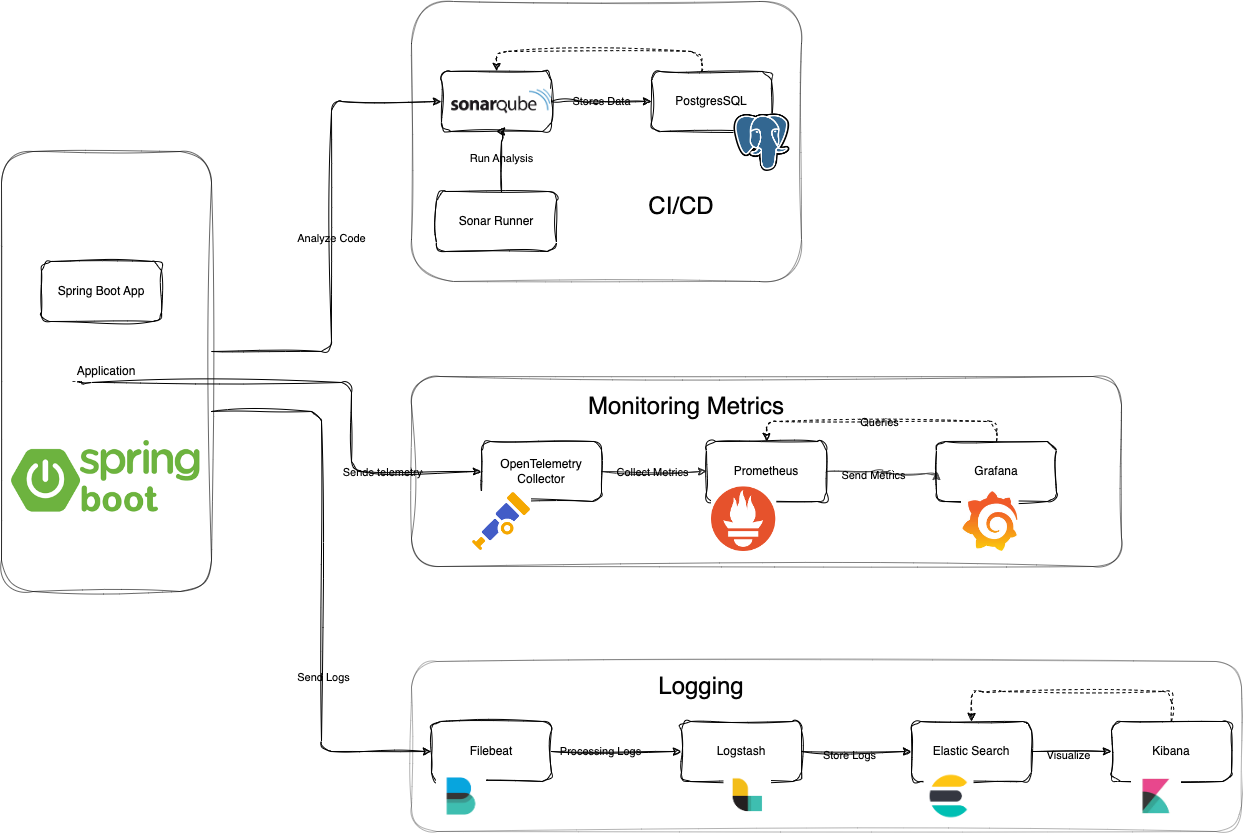 sonarqube
Stores Data
PostgresSQL
Run Analysis
Sonar Runner
CI/CD
Analyze Code
Spring Boot App
Application
spring
boot
Monitoring Metrics
Queries
Sends telemetry
OpenTelemetry
Collector
Collect Metrics
Prometheus
Send Metrics
Grafana
Send Logs
Logging
Filebeat
Processing Logs
Logstash
Store Logs
Elastic Search
Visualize
Kibana